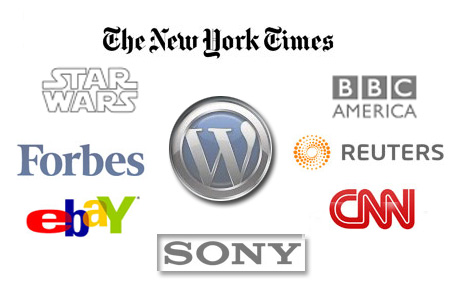 The New York Times
STAR
WARS
BBC
AMERICA
W
Forbes
REUTERS
ebaY
CNN
SONY